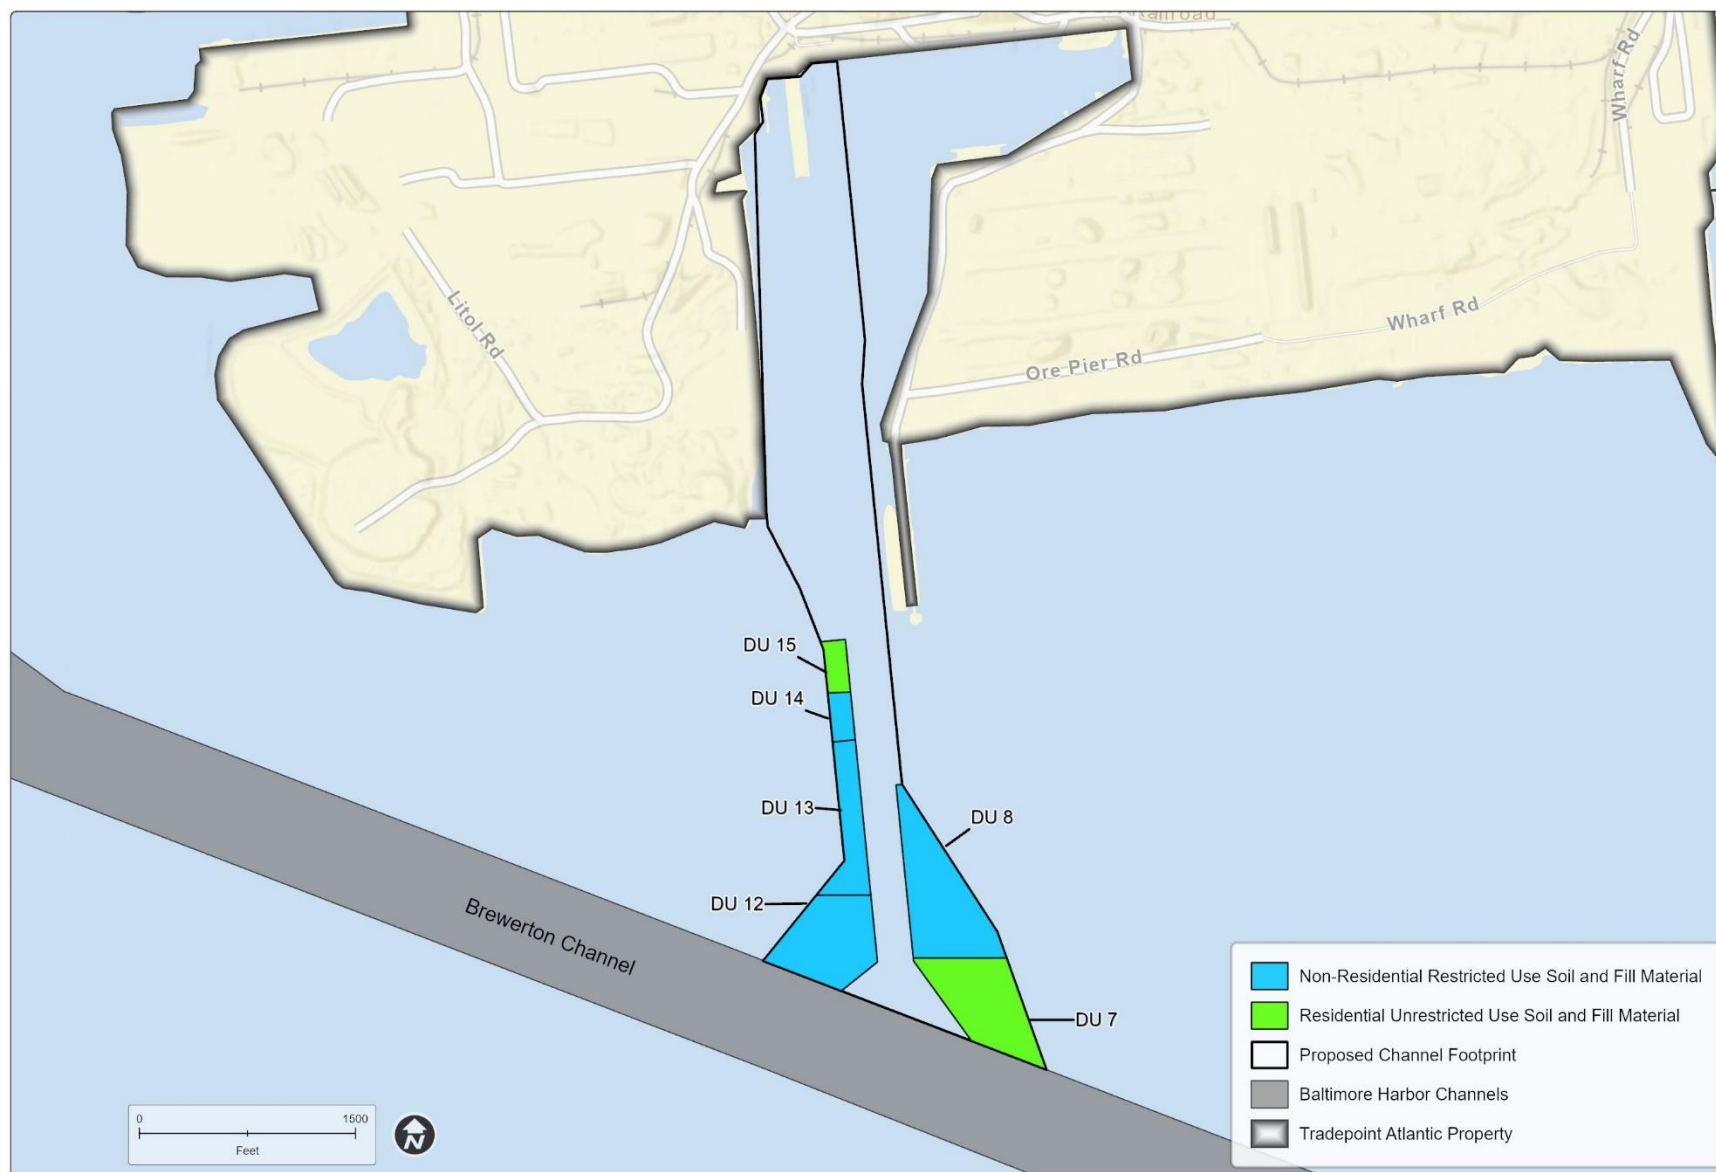 Railroad
Wharf Rd
Litol Rd
Wharf Rd
Ore Pier Rd
DU 15
DU 14
DU 13
DU 8
DU 12
Brewerton Channel
DU 7
Non-Residential Restricted Use Soil and Fill Material
Residential Unrestricted Use Soil and Fill Material
Proposed Channel Footprint
Baltimore Harbor Channels
Tradepoint Atlantic Property
0 1500
Feet
N